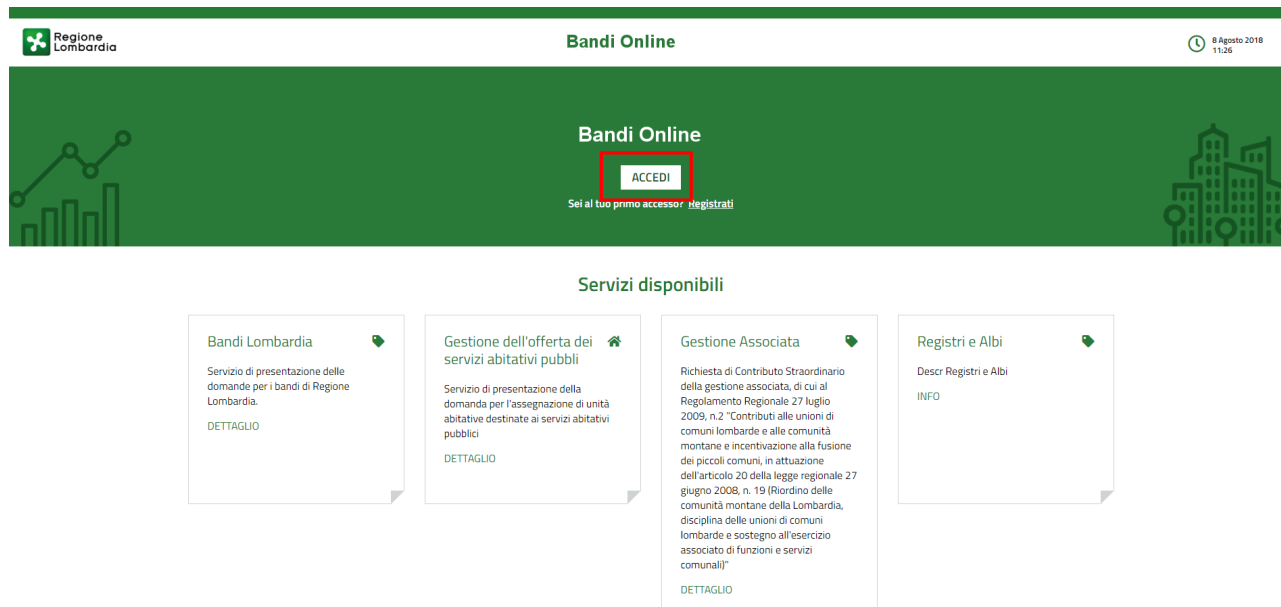 Regione
Lombardia
Bandi Online
8 Agosto 2018
11:26
Bandi Online
ACCEDI
Sei al tuo primo accesso? Registrati
Servizi disponibili
Bandi Lombardia
Servizio di presentazione delle
domande per i bandi di Regione
Lombardia.
DETTAGLIO
Gestione dell'offerta dei
servizi abitativi pubbli
Servizio di presentazione della
domanda per l'assegnazione di unità
abitative destinate ai servizi abitativi
pubblici
DETTAGLIO
Gestione Associata
Richiesta di Contributo Straordinario
della gestione associata, di cui al
Regolamento Regionale 27 luglio
2009, n.2 "Contributi alle unioni di
comuni lombarde e alle comunità
montane e incentivazione alla fusione
dei piccoli comuni, in attuazione
dell'articolo 20 della legge regionale 27
giugno 2008, n. 19 (Riordino delle
comunità montane della Lombardia,
disciplina delle unioni di comuni
lombarde e sostegno all'esercizio
associato di funzioni e servizi
comunali)"
DETTAGLIO
Registri e Albi
Descr Registri e Albi
INFO